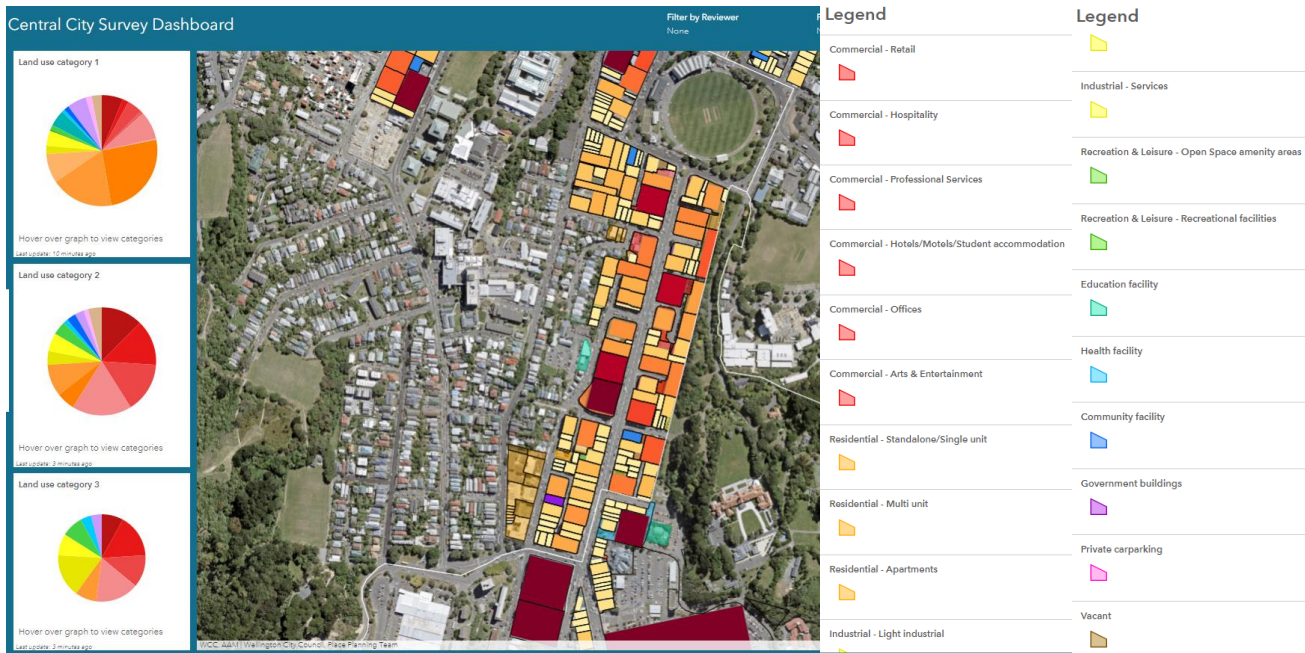 Central City Survey Dashboard
Filter by Reviewer
None
Land use category 1
Hover over graph to view categories
Last update: 10 minutes ago
Land use category 2
Hover over graph to view categories
Last update: 3 minutes ago
Land use category 3
Hover over graph to view categories
Last update: 3 minutes ago
WCC, AAM | Wellington City Council, Place Planning Team
Legend
Commercial - Retail
Commercial - Hospitality
Commercial - Professional Services
Commercial - Hotels/Motels/Student accommodation
Commercial - Offices
Commercial - Arts & Entertainment
Residential - Standalone/Single unit
Residential - Multi unit
Residential - Apartments
Industrial - Light industrial
Legend
Industrial - Services
Recreation & Leisure - Open Space amenity areas
Recreation & Leisure - Recreational facilities
Education facility
Health facility
Community facility
Government buildings
Private carparking
Vacant